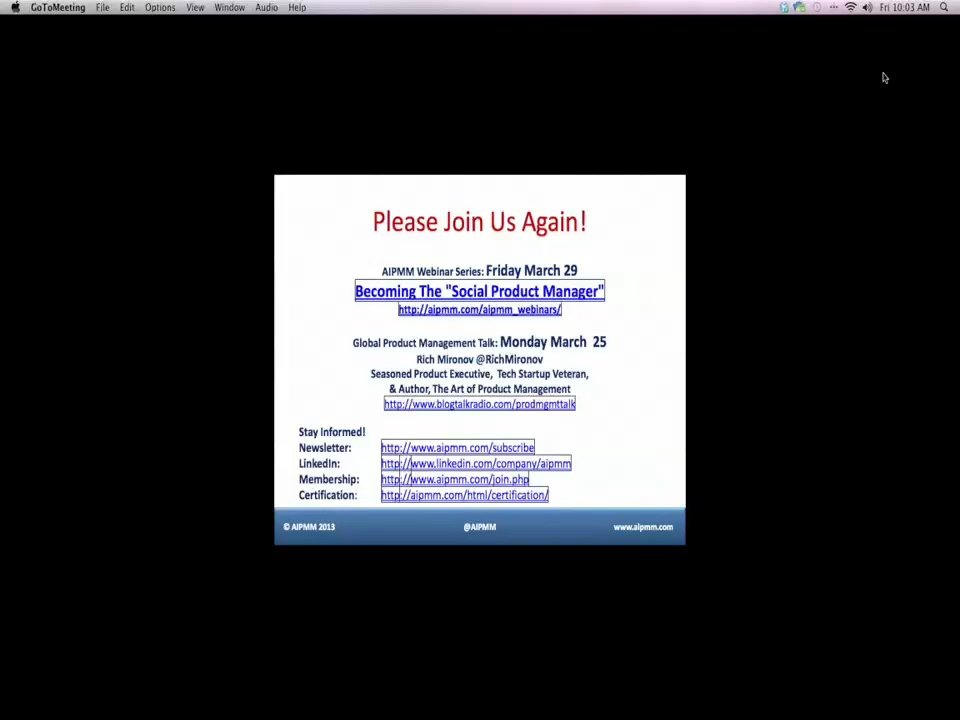 GoToMeeting File Edit Options View Window Audio Help Fri 10:03 AM
Please Join Us Again!
AIPMM Webinar Series: Friday March 29
Becoming The "Social Product Manager"
http://aipmm.com/aipmm_webinars/
Global Product Management Talk: Monday March 25
Rich Mironov @RichMironov
Seasoned Product Executive, Tech Startup Veteran,
& Author, The Art of Product Management
http://www.blogtalkradio.com/prodmgmttalk
Stay Informed!
Newsletter: http://www.aipmm.com/subscribe
LinkedIn: http://www.linkedin.com/company/aipmm
Membership: http://www.aipmm.com/join.php
Certification: http://aipmm.com/html/certification/
© AIPMM 2013 @AIPMM www.aipmm.com